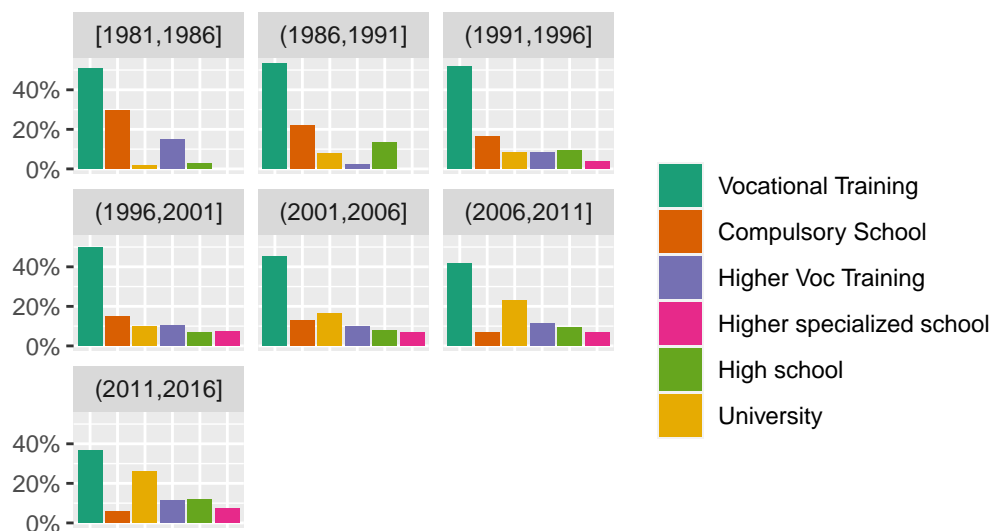 [1981,1986]
(1986,1991]
(1991,1996]
40%
20%
0%
(1996,2001]
(2001,2006]
(2006,2011]
40%
20%
0%
(2011,2016]
40%
20%
0%
Vocational Training
Compulsory School
Higher Voc Training
Higher specialized school
High school
University